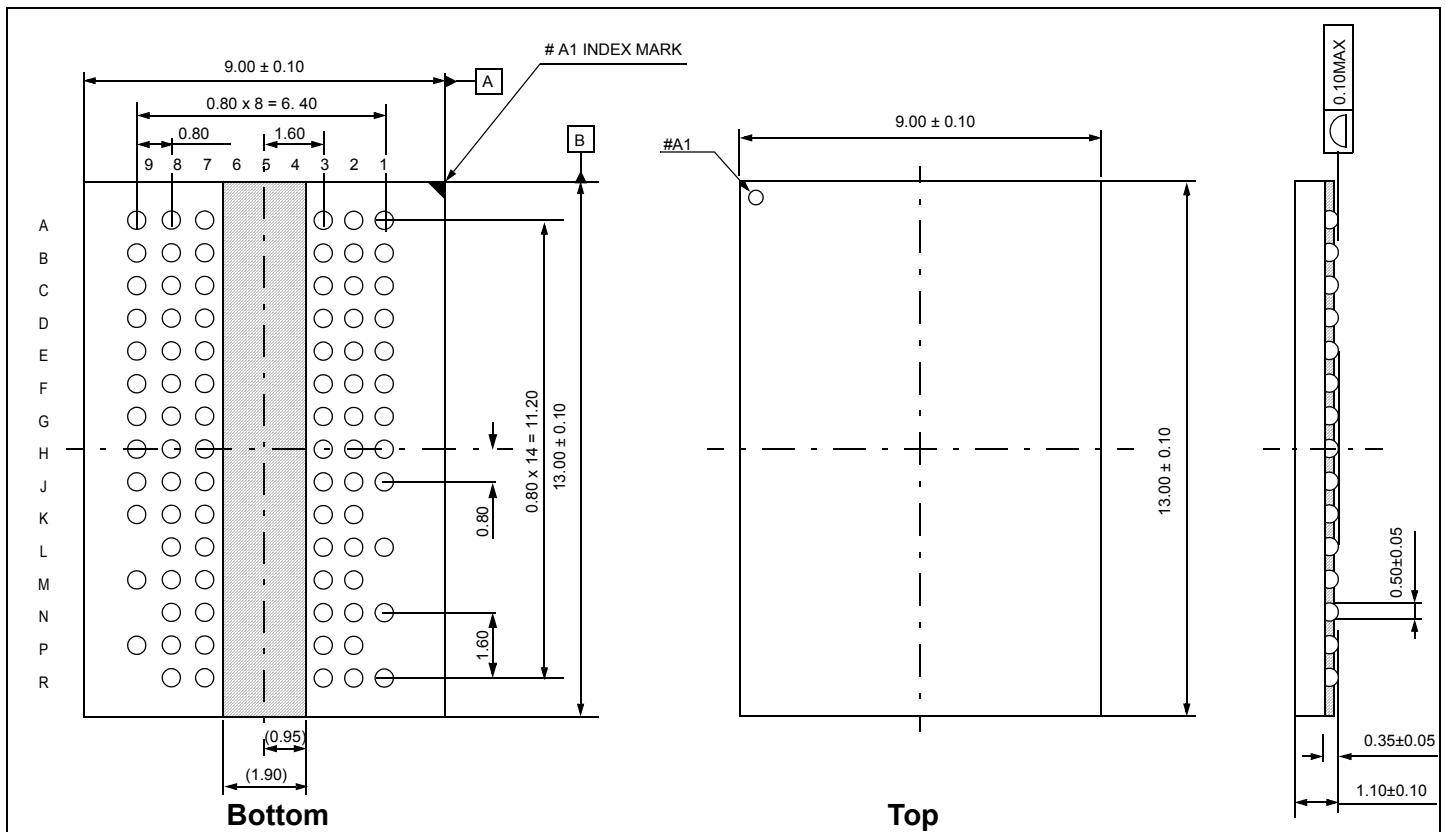 # A1 INDEX MARK
9.00 ± 0.10
A
0.80 x 8 = 6. 40
0.80
1.60
B
9 8 7 6 5 4 3 2 1
A
B
C
D
E
F
G
H
J
K
L
M
N
P
R
0.80 x 14 = 11.20
13.00 ± 0.10
0.80
1.60
(0.95)
(1.90)
Bottom
9.00 ± 0.10
#A1
13.00 ± 0.10
Top
0.10MAX
0.50±0.05
0.35±0.05
1.10±0.10